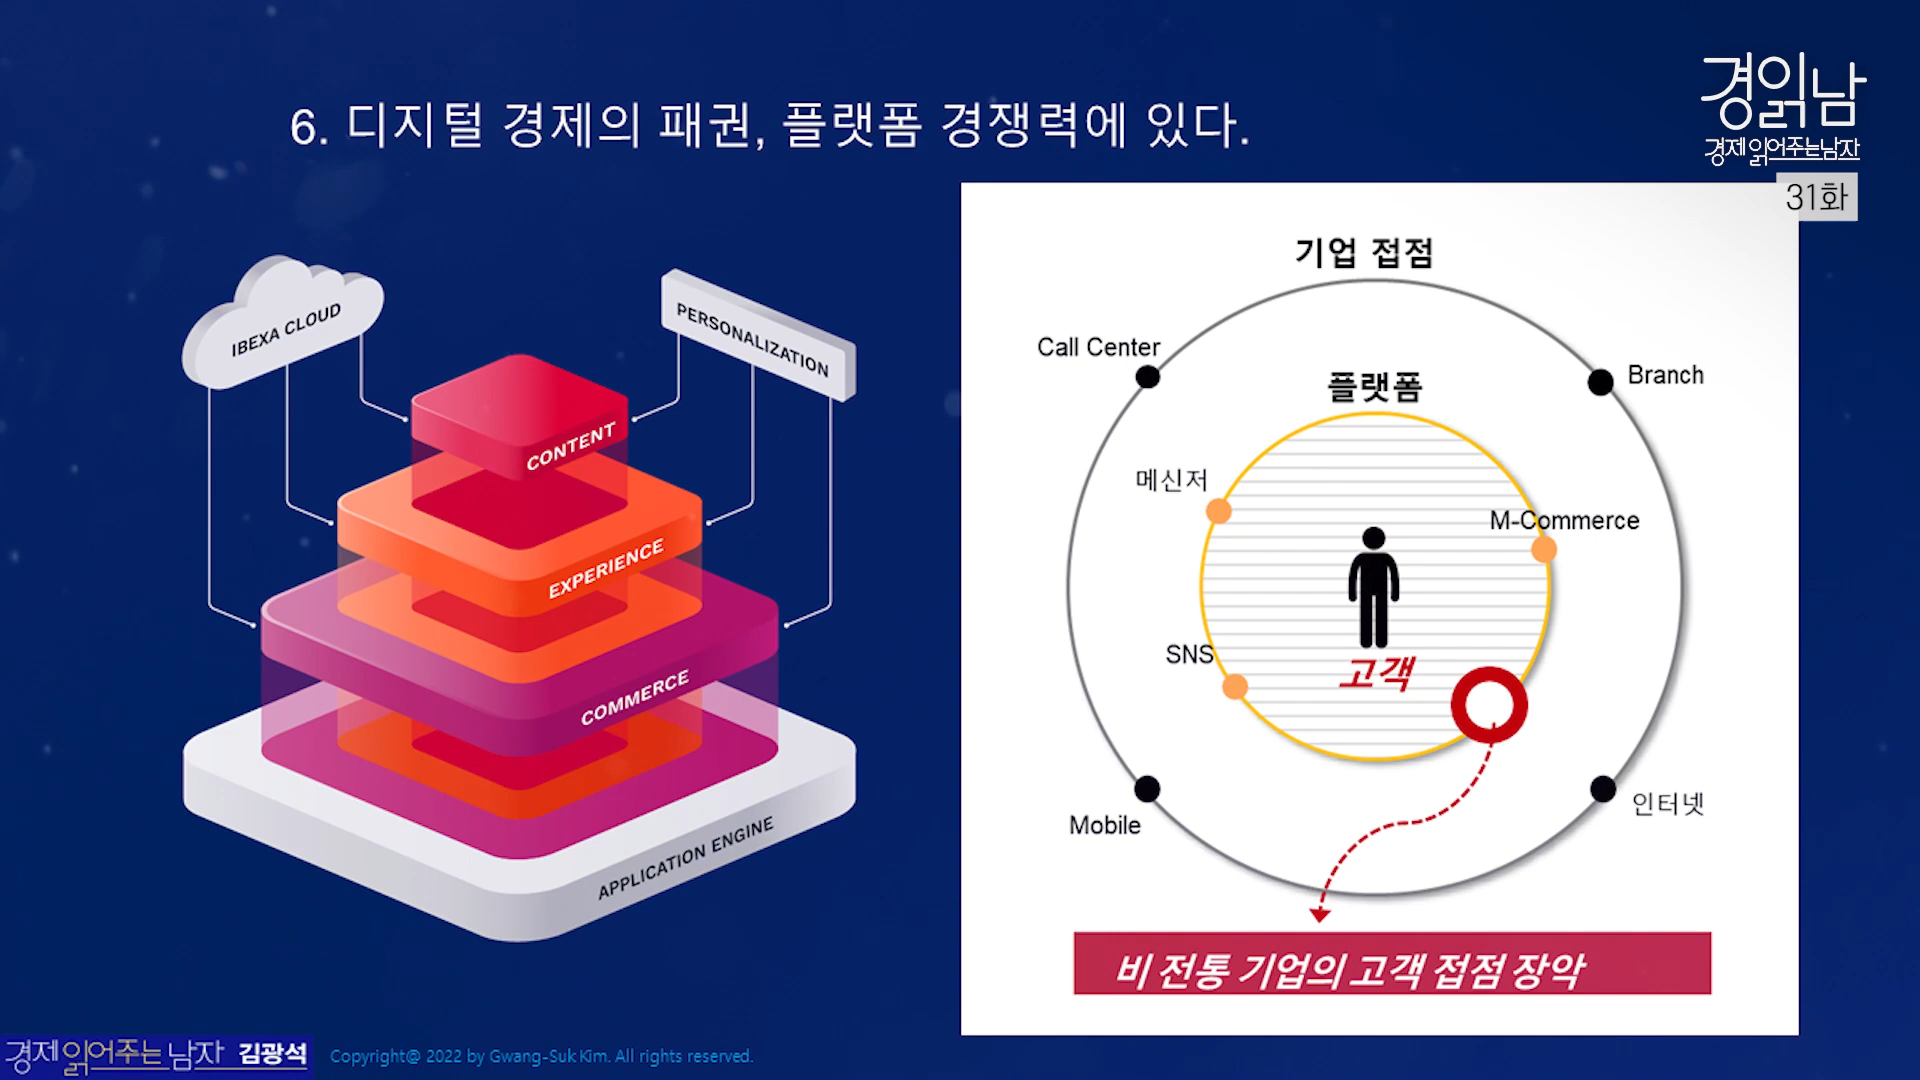 경읽남
경제 읽어주는남자
31화
6. 디지털 경제의 패권, 플랫폼 경쟁력에 있다.
IBEXA CLOUD
PERSONALIZATION
CONTENT
EXPERIENCE
COMMERCE
APPLICATION ENGINE
기업 접점
Call Center
Branch
플랫폼
메신저
M-Commerce
SNS
고객
Mobile
인터넷
비 전통 기업의 고객 접점 장악
경제 읽어주는 남자 김광석
Copyright@ 2022 by Gwang-Suk Kim. All rights reserved.